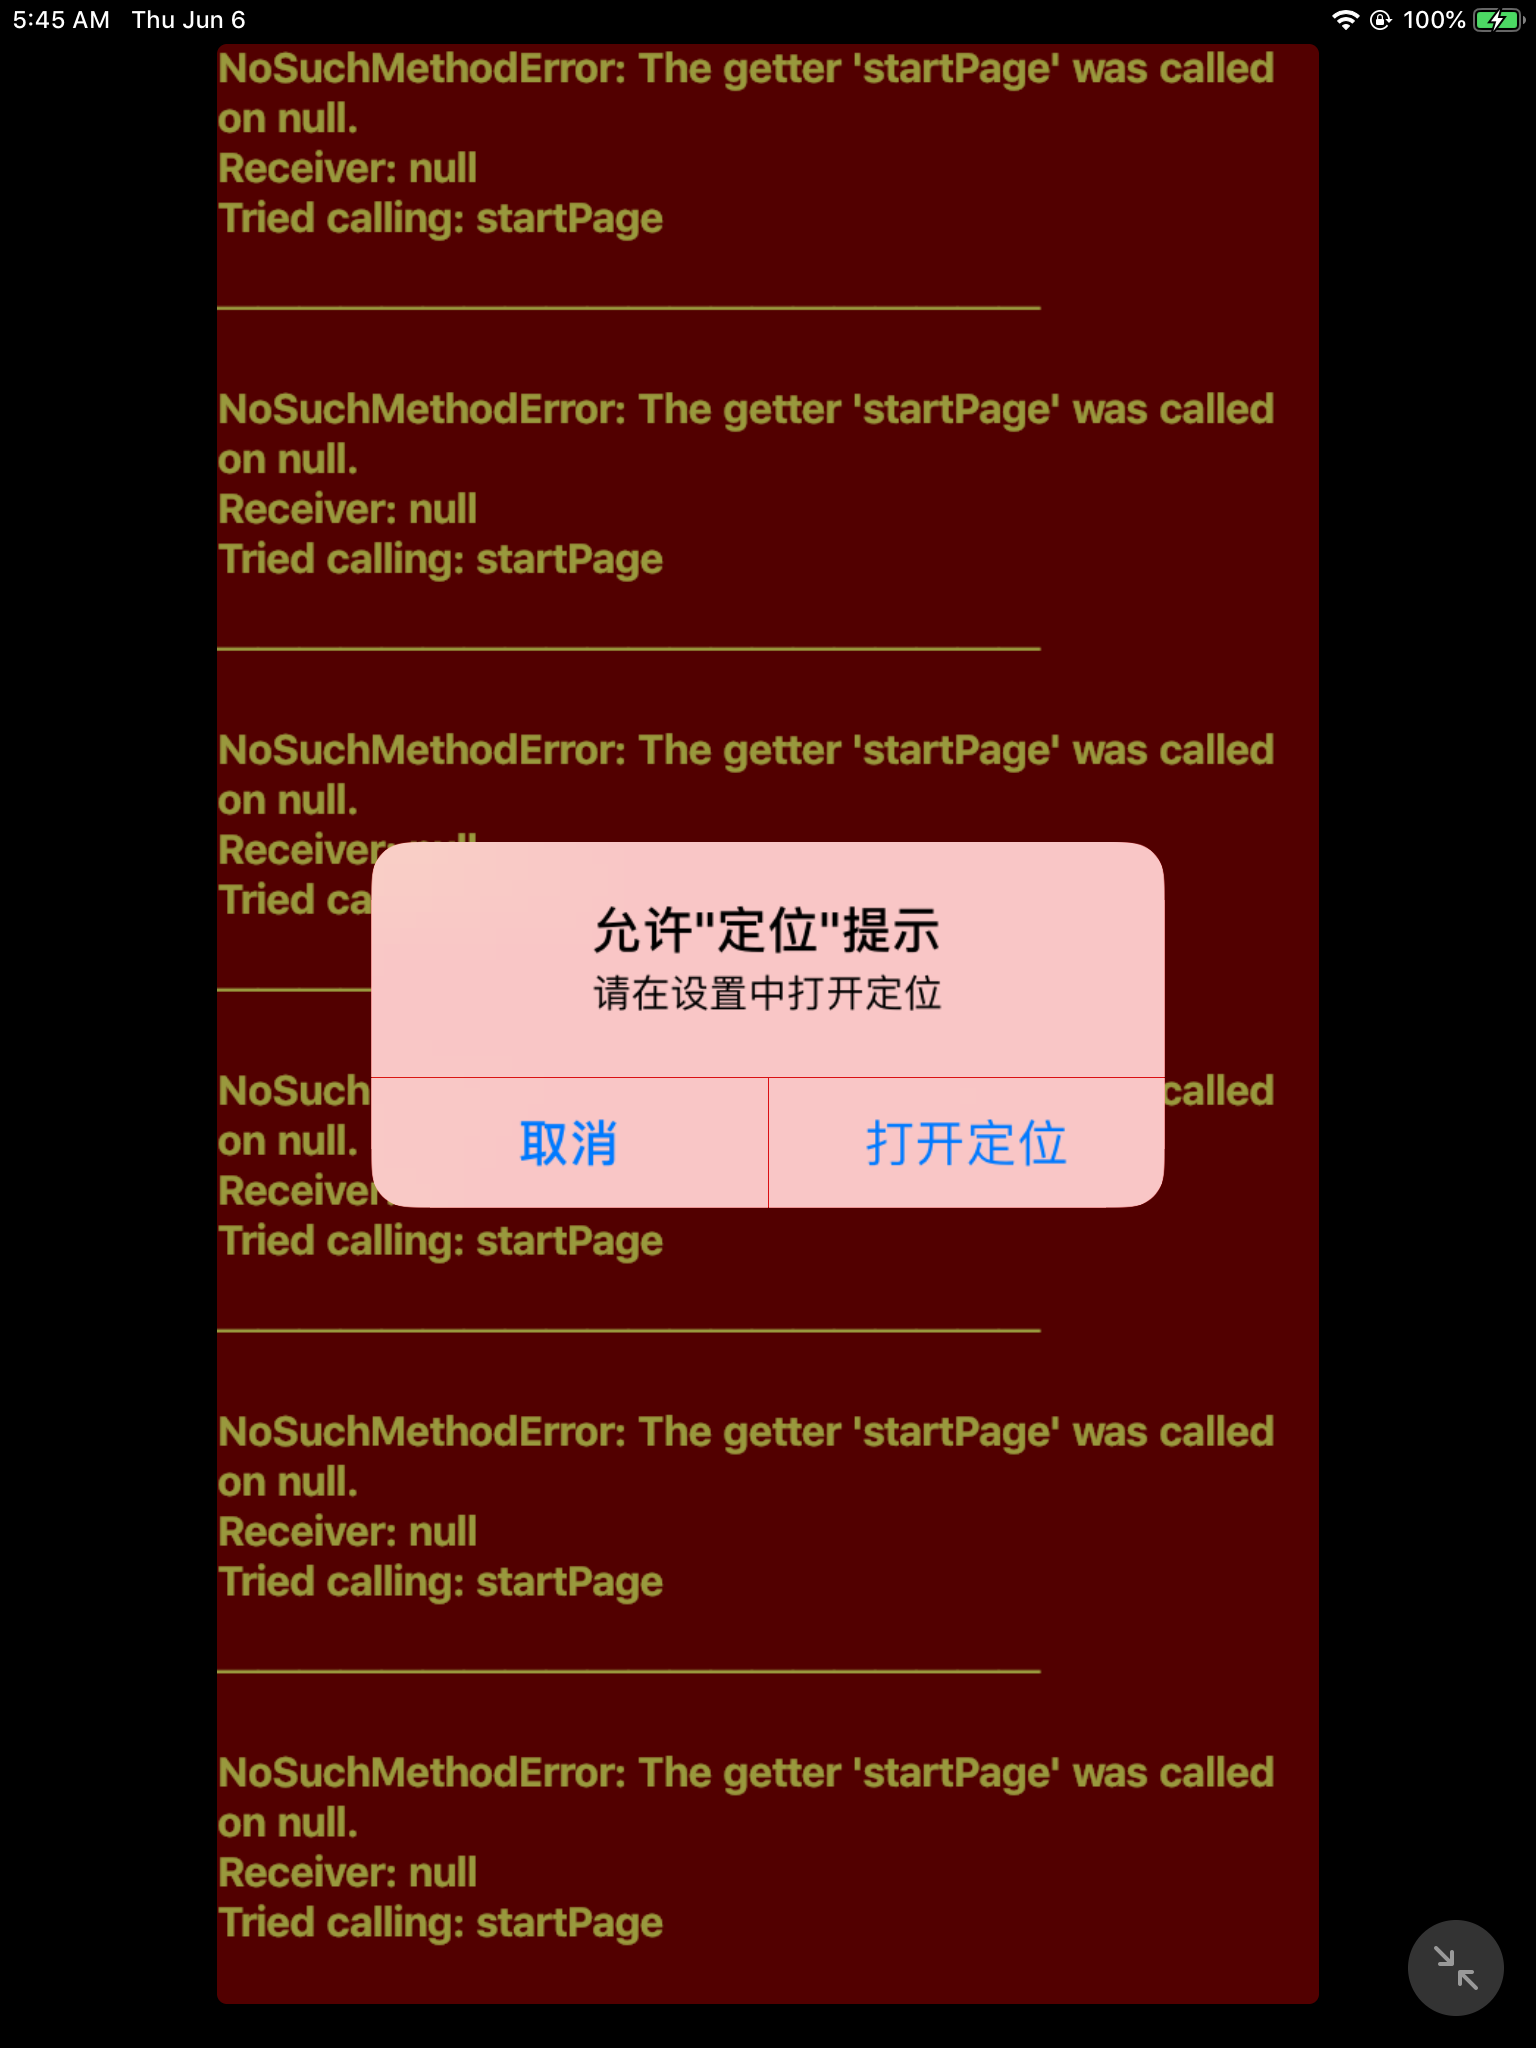 5:45 AM Thu Jun 6
100%
NoSuchMethodError: The getter 'startPage' was called
on null.
Receiver: null
Tried calling: startPage
NoSuchMethodError: The getter 'startPage' was called
on null.
Receiver: null
Tried calling: startPage
NoSuchMethodError: The getter 'startPage' was called
on null.
Receiver: null
Tried ca
允许"定位"提示
请在设置中打开定位
取消
打开定位
NoSuch
called
on null.
Receiver:
Tried calling: startPage
NoSuchMethodError: The getter 'startPage' was called
on null.
Receiver: null
Tried calling: startPage
NoSuchMethodError: The getter 'startPage' was called
on null.
Receiver: null
Tried calling: startPage